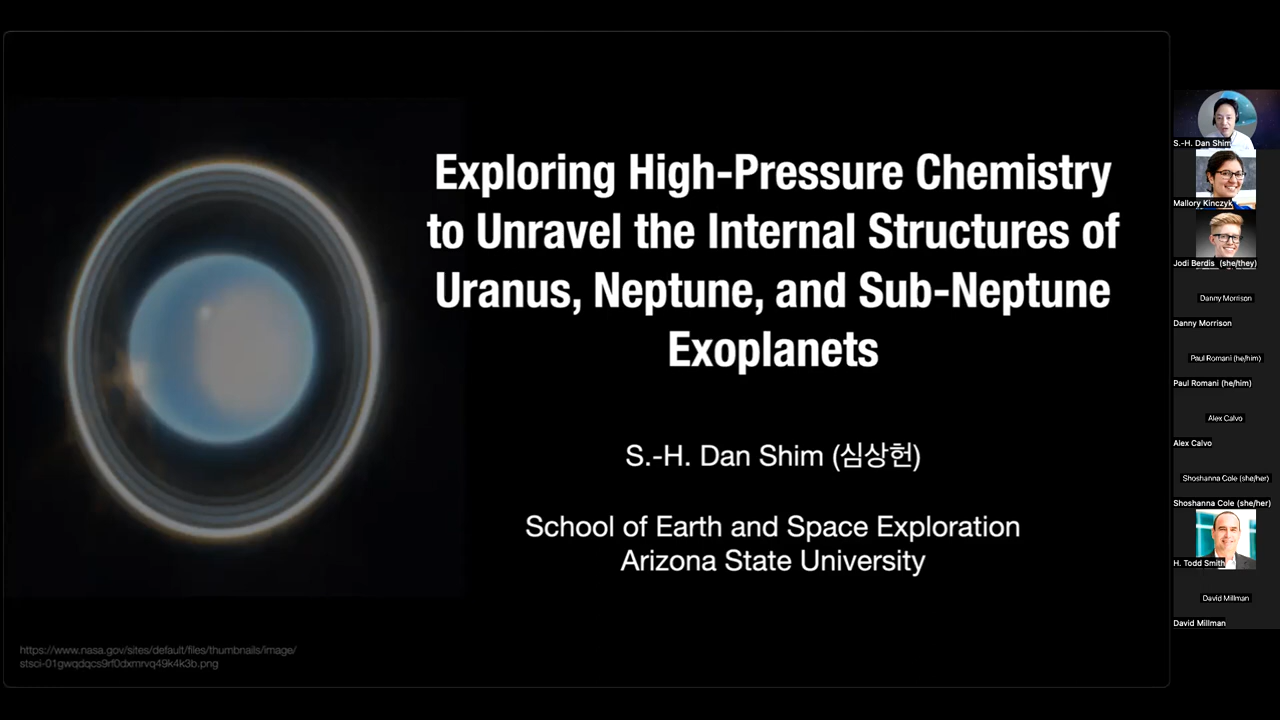 Exploring High-Pressure Chemistry
to Unravel the Internal Structures of
Uranus, Neptune, and Sub-Neptune
Exoplanets
S.-H. Dan Shim (심상헌)
School of Earth and Space Exploration
Arizona State University
https://www.nasa.gov/sites/default/files/thumbnails/image/
stsci-01gwqdqcs9rf0dxmrvq49k4k3b.png
S.-H. Dan Shim
Mallory Kinczyk
Jodi Berdis (she/they)
Danny Morrison
Danny Morrison
Paul Romani (he/him)
Paul Romani (he/him)
Alex Calvo
Alex Calvo
Shoshanna Cole (she/her)
Shoshanna Cole (she/her)
H. Todd Smith
David Millman
David Millman